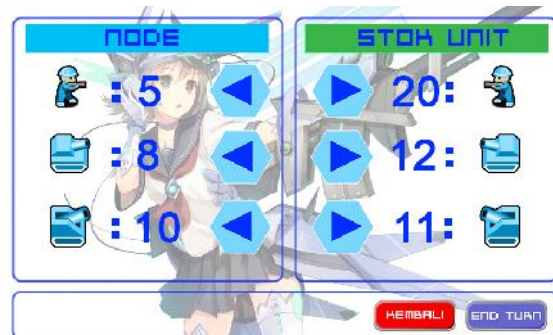 NODE
STOK UNIT
: 5
20:
: 8
12:
: 10
11:
KEMBALI
END TURN